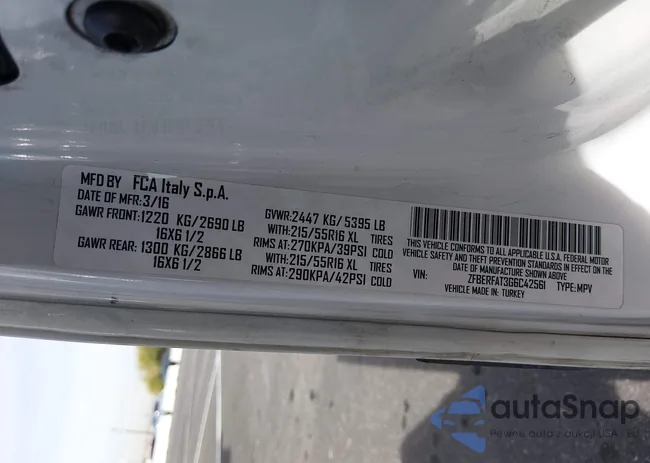 MFD BY FCA Italy S.p.A.
DATE OF MFR:3/16
GAWR FRONT:1220 KG/2690 LB
16X6 1/2
GAWR REAR: 1300 KG/2866 LB
16X6 1/2
GVWR:2447 KG/5395 LB
WITH:215/55R16 XL TIRES
RIMS AT:270KPA/39PSI COLD
WITH:215/55R16 XL TIRES
RIMS AT:290KPA/42PSI COLD
THIS VEHICLE CONFORMS TO ALL APPLICABLE U.S.A. FEDERAL MOTOR
VEHICLE SAFETY AND THEFT PREVENTION STANDARDS IN EFFECT ON THE
DATE OF MANUFACTURE SHOWN ABOVE
VIN: ZFBERFAT3G6C42561 TYPE:MPV
VEHICLE MADE IN: TURKEY
autoSnap
Pewne auto z aukcji USA